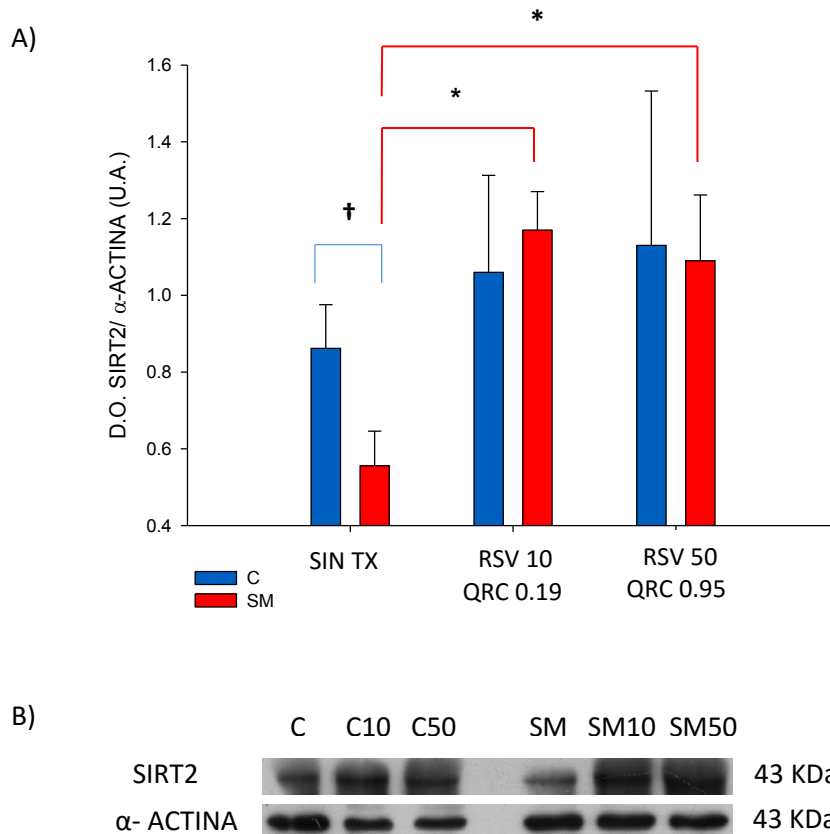 A)
*
*
†
D.O. SIRT2/ α-ACTINA (U.A.)
1.6
1.4
1.2
1.0
0.8
0.6
0.4
SIN TX
RSV 10
QRC 0.19
RSV 50
QRC 0.95
C
SM
B)
C C10 C50 SM SM10 SM50
SIRT2 43 KDa
α- ACTINA 43 KDa